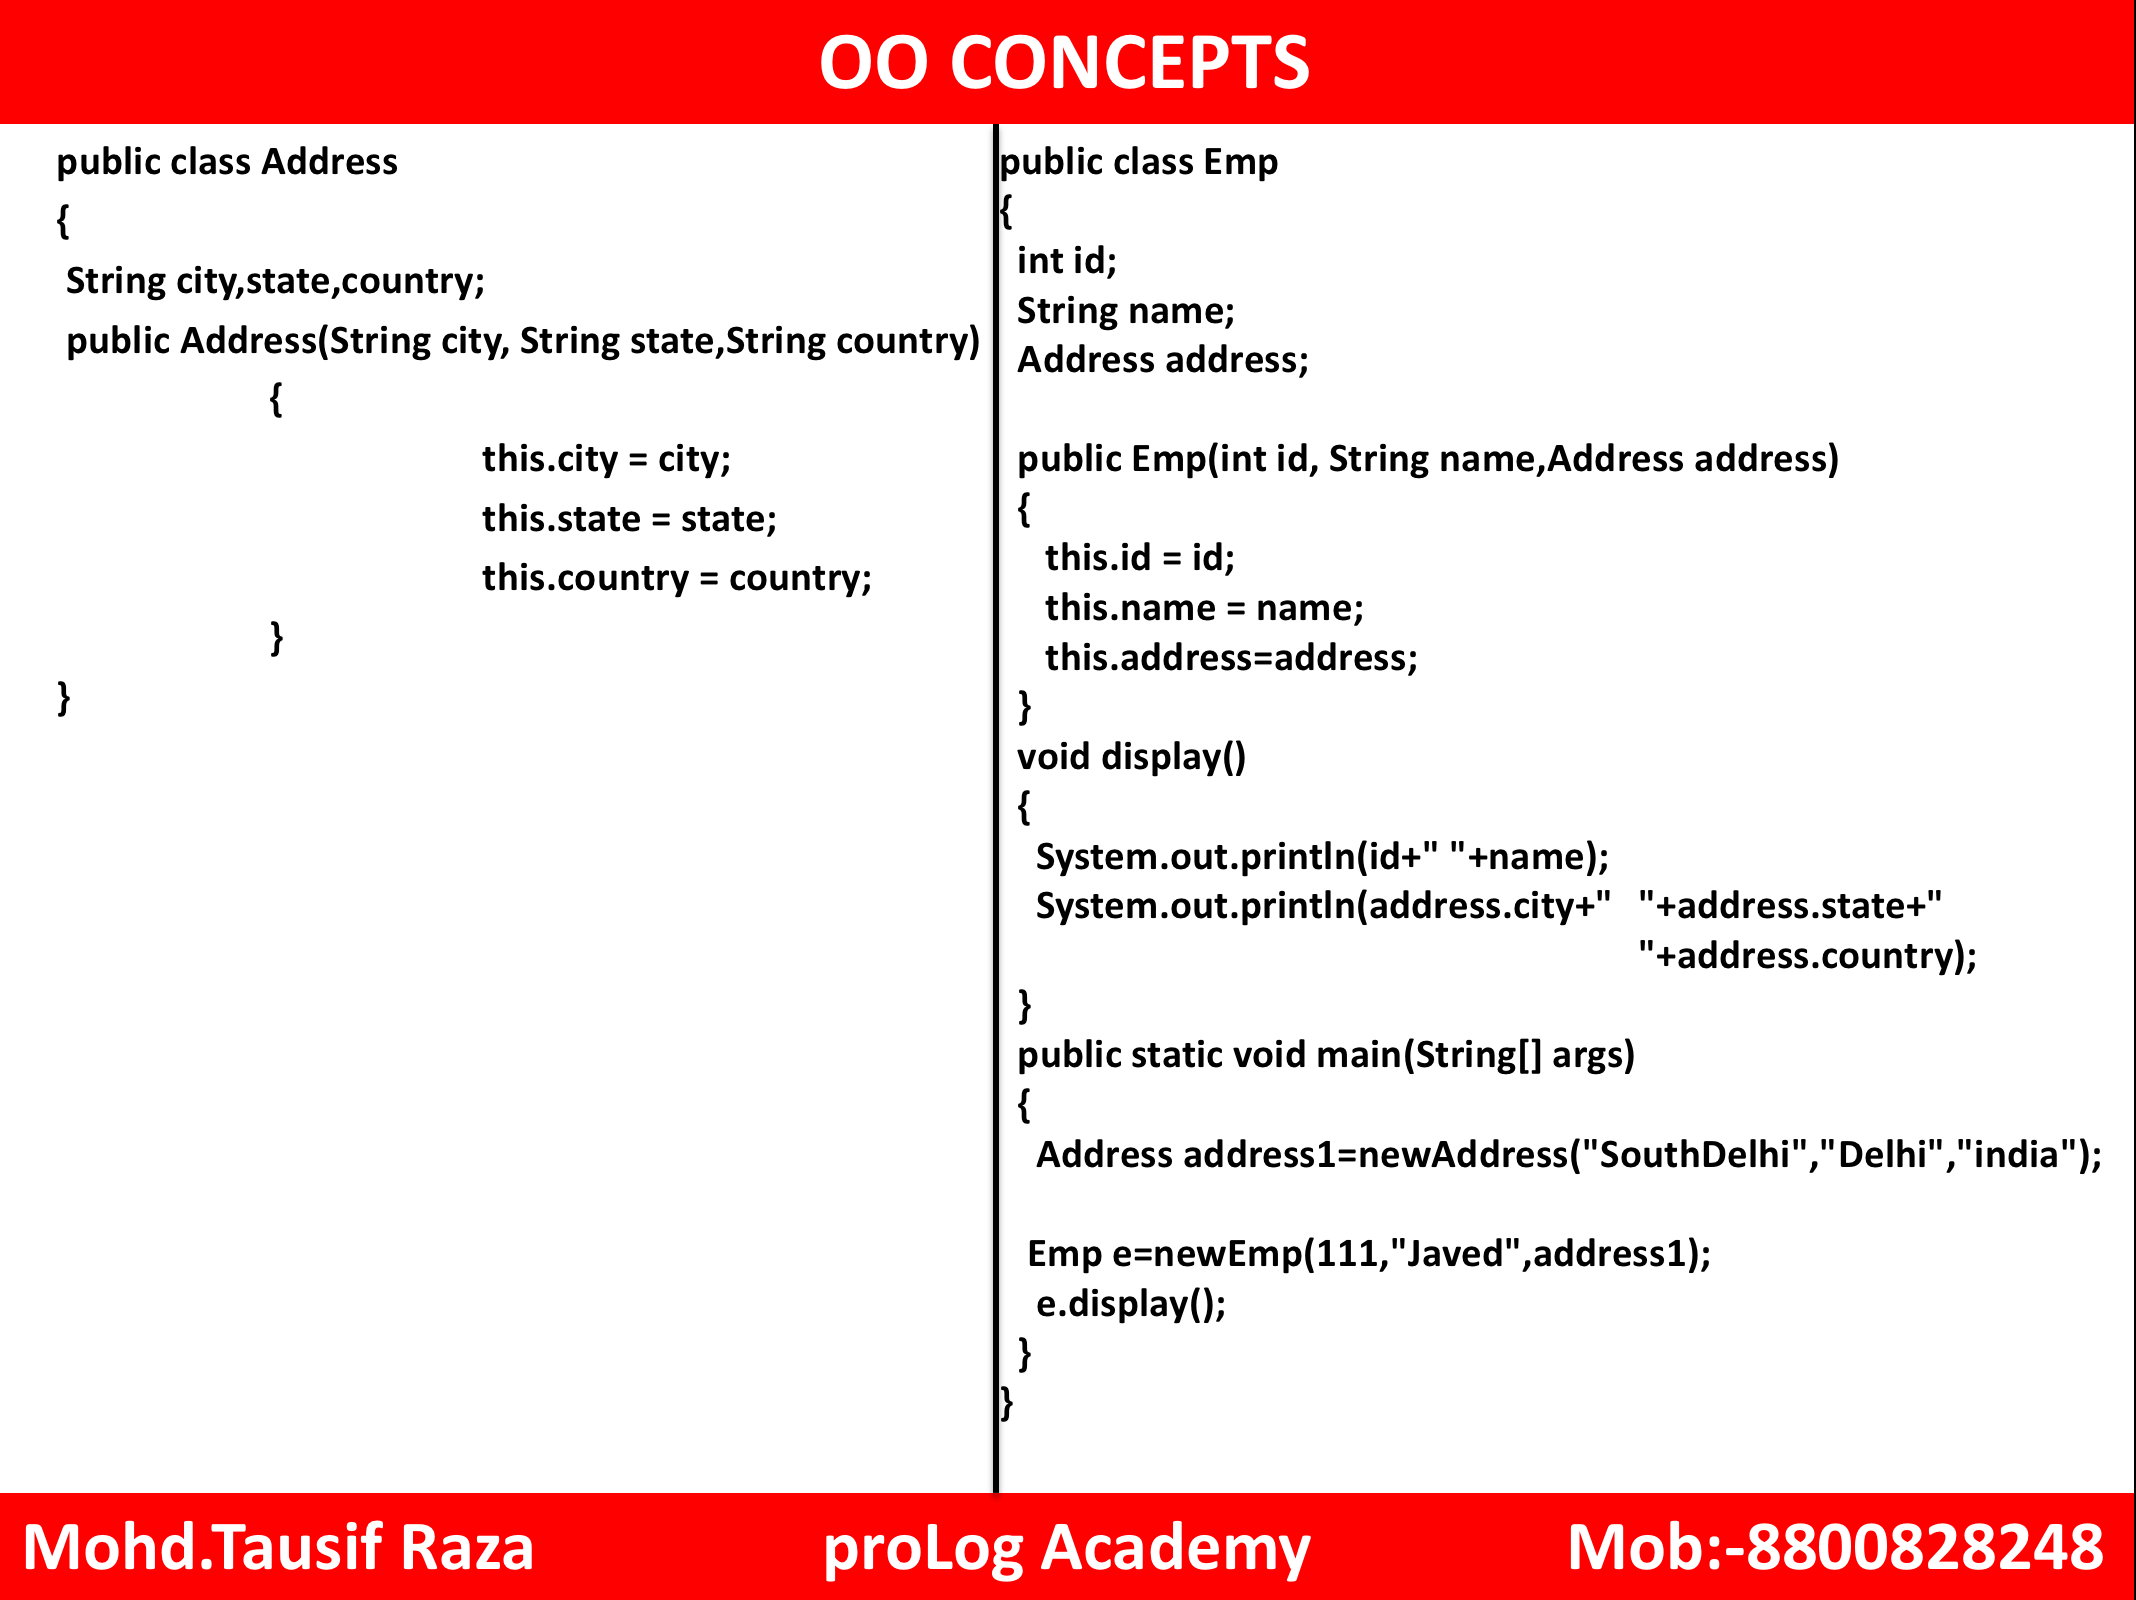 OO CONCEPTS
public class Address
{
String city,state,country;
public Address(String city, String state,String country)
{
this.city = city;
this.state = state;
this.country = country;
}
}
public class Emp
{
int id;
String name;
Address address;
public Emp(int id, String name,Address address)
{
this.id = id;
this.name = name;
this.address=address;
}
void display()
{
System.out.println(id+" "+name);
System.out.println(address.city+" "+address.state+"
"+address.country);
}
public static void main(String[] args)
{
Address address1=newAddress("SouthDelhi","Delhi","india");
Emp e=newEmp(111,"Javed",address1);
e.display();
}
}
Mohd.Tausif Raza proLog Academy Mob:-8800828248